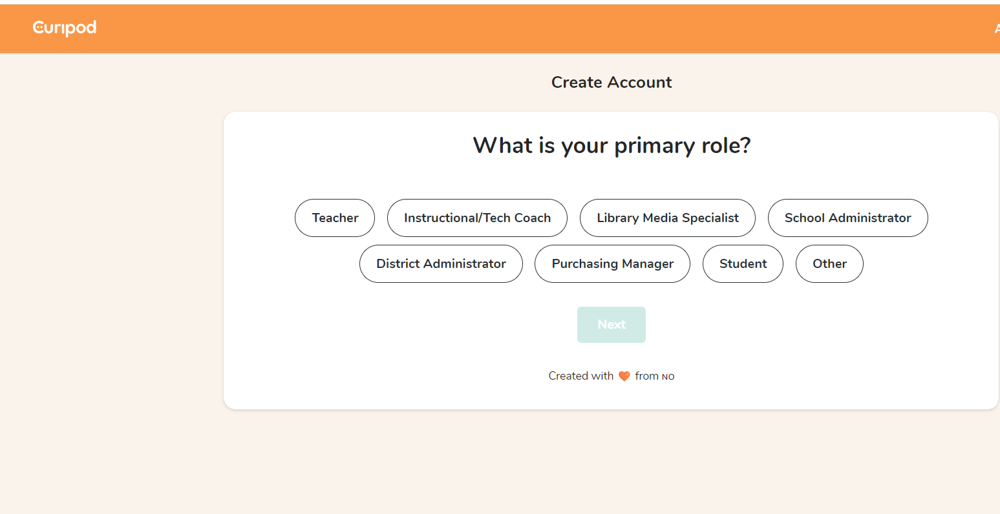 Curipod
Create Account
What is your primary role?
Teacher Instructional/Tech Coach Library Media Specialist School Administrator
District Administrator Purchasing Manager Student Other
Next
Created with 🧡 from NO